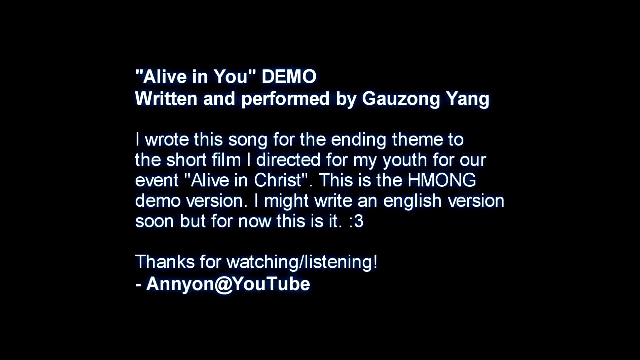 "Alive in You" DEMO
Written and performed by Gauzong Yang
I wrote this song for the ending theme to
the short film I directed for my youth for our
event "Alive in Christ". This is the HMONG
demo version. I might write an english version
soon but for now this is it. :3
Thanks for watching/listening!
- Annyon@YouTube